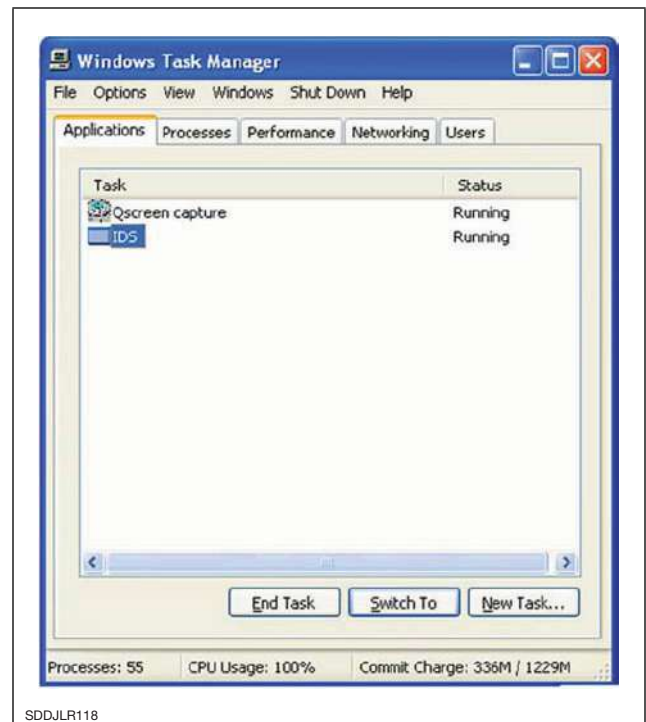 Windows Task Manager
File Options View Windows Shut Down Help
Applications Processes Performance Networking Users
Task Status
Qscreen capture Running
IDS Running
End Task Switch To New Task...
Processes: 55 CPU Usage: 100% Commit Charge: 336M / 1229M
SDDJLR118